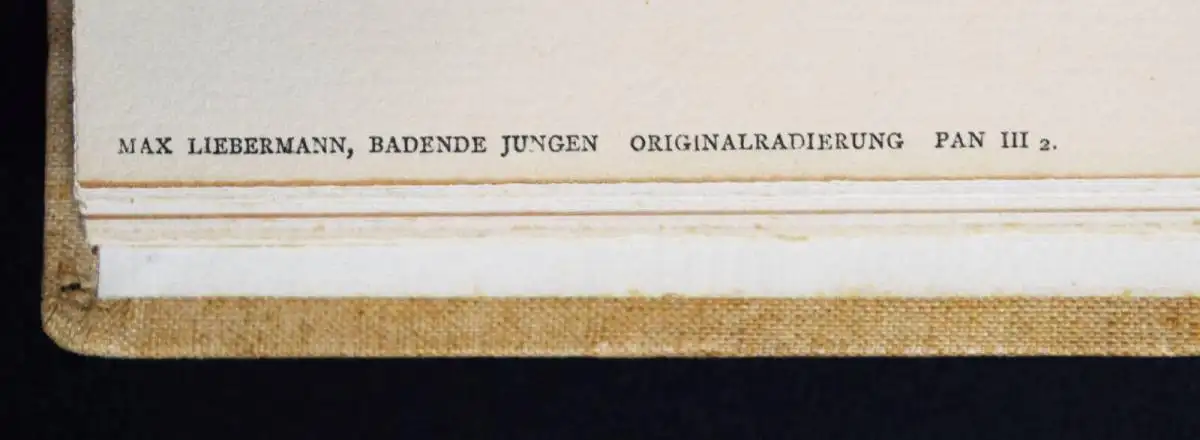 MAX LIEBERMANN, BADENDE JUNGEN ORIGINALRADIERUNG PAN III 2.